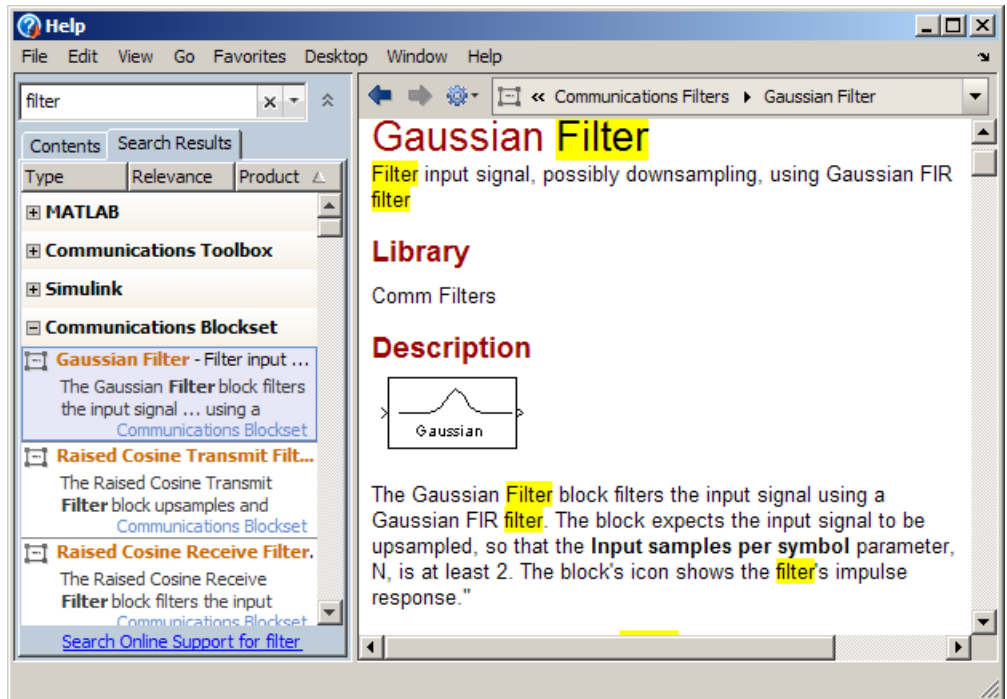 Help
File Edit View Go Favorites Desktop Window Help
filter
Contents Search Results
Type Relevance Product
MATLAB
Communications Toolbox
Simulink
Communications Blockset
Gaussian Filter - Filter input ...
The Gaussian Filter block filters
the input signal ... using a
Communications Blockset
Raised Cosine Transmit Filt...
The Raised Cosine Transmit
Filter block upsamples and
Communications Blockset
Raised Cosine Receive Filter.
The Raised Cosine Receive
Filter block filters the input
Communications Blockset
Search Online Support for filter
« Communications Filters ▶ Gaussian Filter
Gaussian Filter
Filter input signal, possibly downsampling, using Gaussian FIR
filter
Library
Comm Filters
Description
Gaussian
The Gaussian Filter block filters the input signal using a
Gaussian FIR filter. The block expects the input signal to be
upsampled, so that the Input samples per symbol parameter,
N, is at least 2. The block's icon shows the filter's impulse
response."